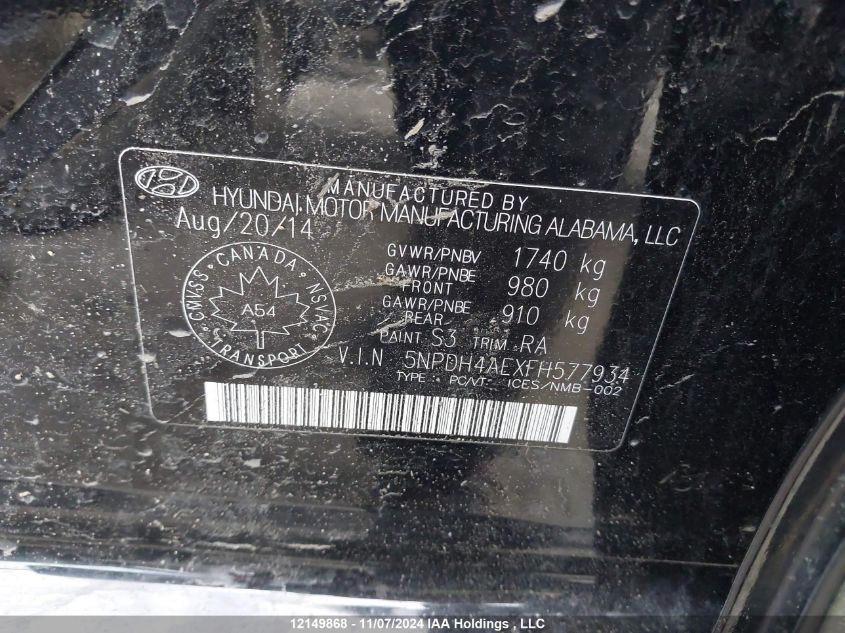 MANUFACTURED BY
HYUNDAI MOTOR MANUFACTURING ALABAMA, LLC
Aug/20/14
GVWR/PNBV 1740 kg
GAWR/PNBE FRONT 980 kg
GAWR/PNBE REAR 910 kg
CANADA
CMVSS NSVAC
A54
TRANSPORT
PAINT S3 TRIM RA
V.I.N 5NPDH4AEXFH577934
TYPE : PC/VT ICES/NMB-002
12149868 - 11/07/2024 IAA Holdings , LLC